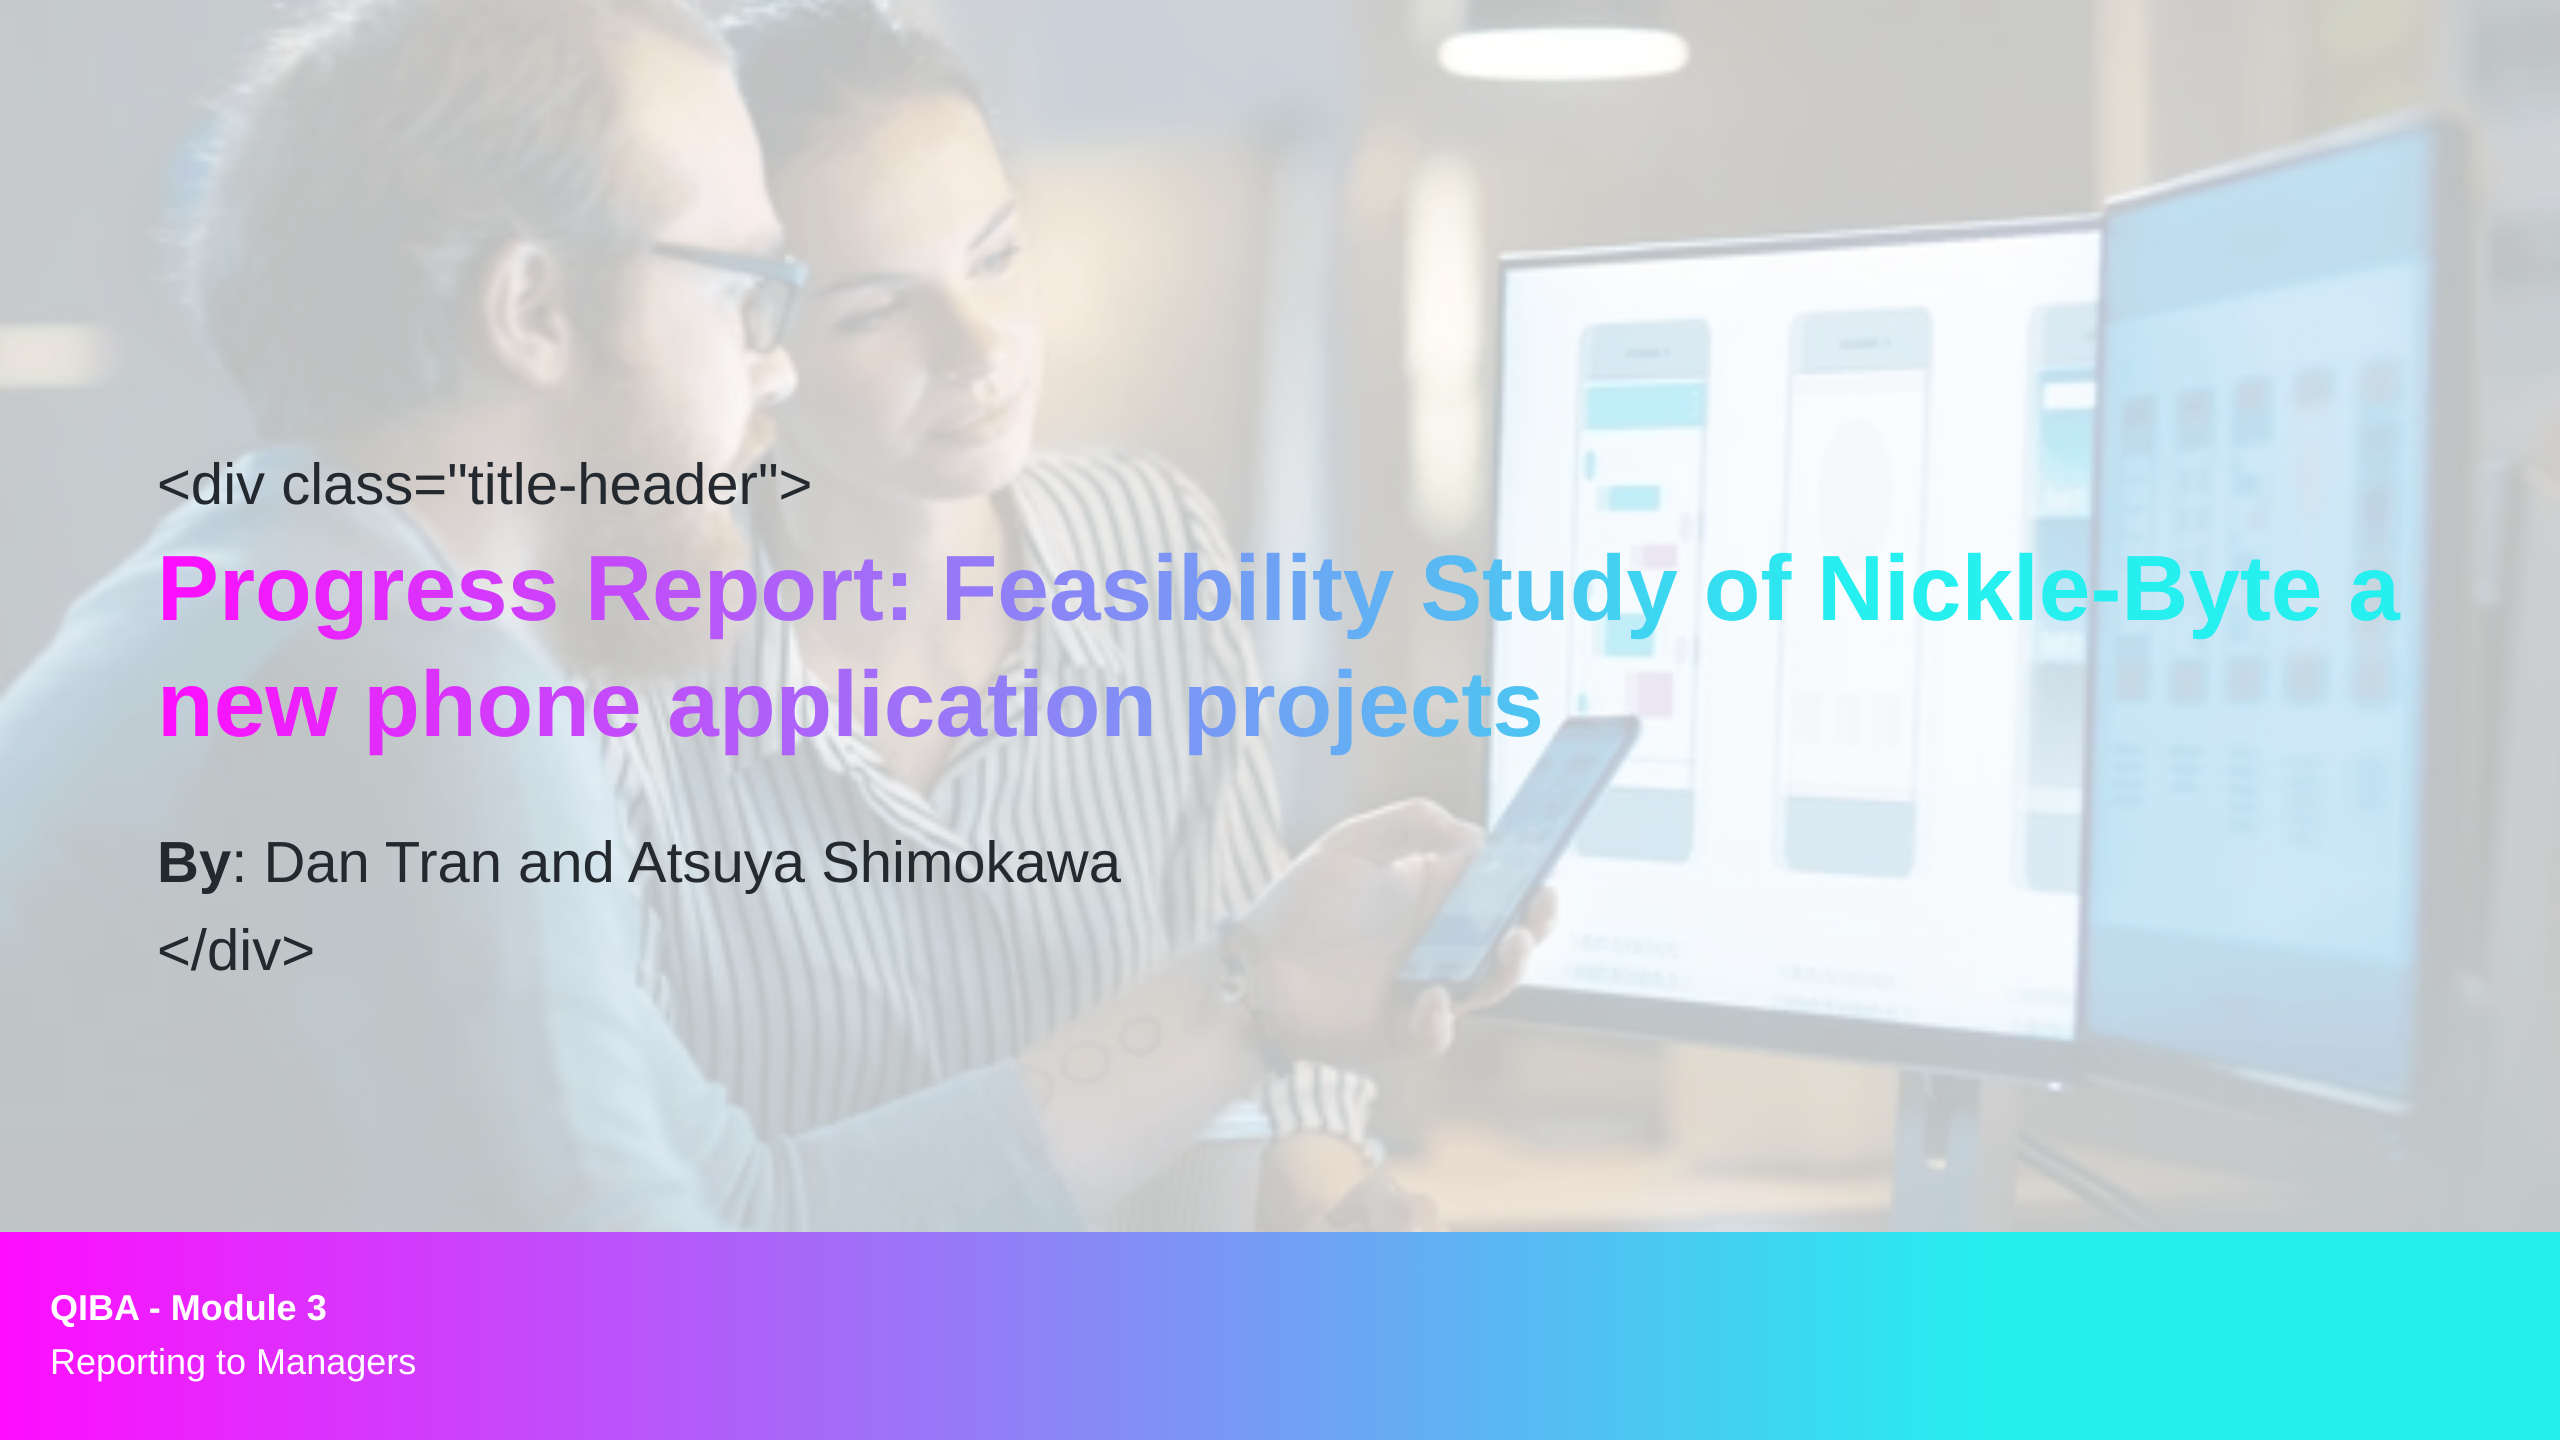 <div class="title-header">
Progress Report: Feasibility Study of Nickle-Byte a
new phone application projects
By: Dan Tran and Atsuya Shimokawa
</div>
QIBA - Module 3
Reporting to Managers